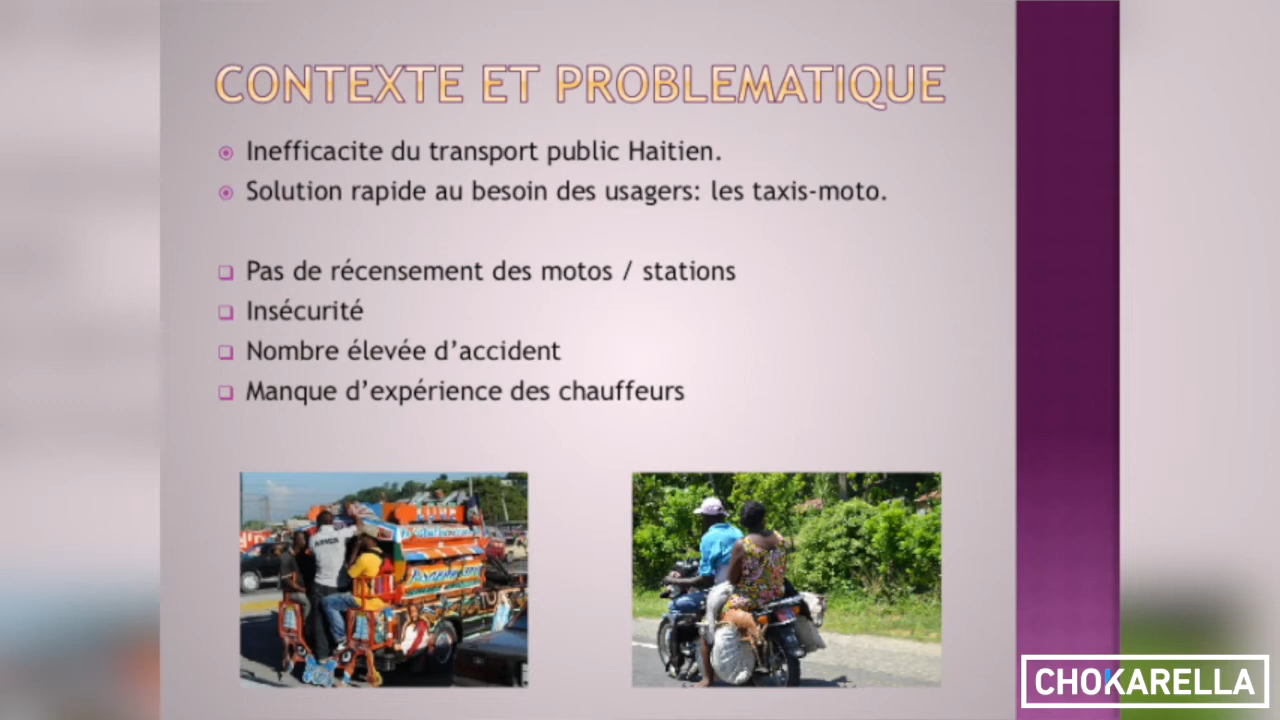 CONTEXTE ET PROBLEMATIQUE
Inefficacite du transport public Haitien.
Solution rapide au besoin des usagers: les taxis-moto.
Pas de récensement des motos / stations
Insécurité
Nombre élevée d’accident
Manque d’expérience des chauffeurs
CHOKARELLA